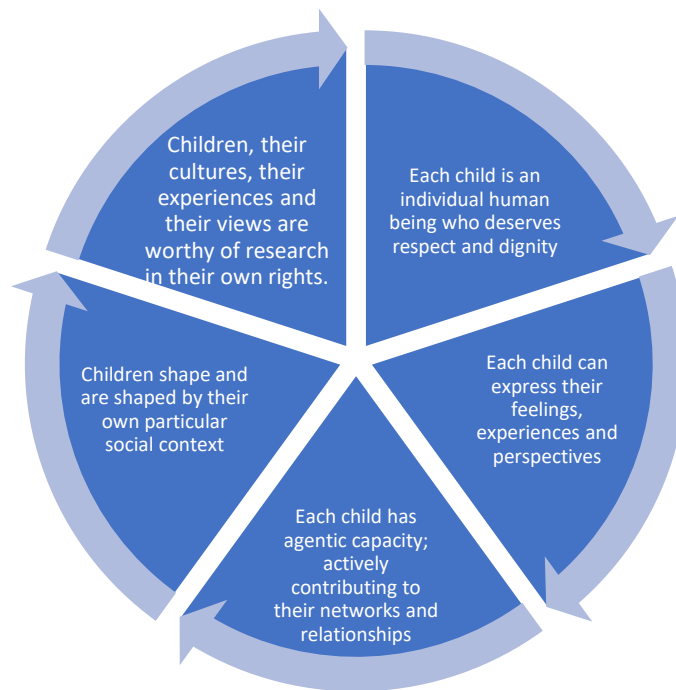 Children, their
cultures, their
experiences and
their views are
worthy of research
in their own rights.
Each child is an
individual human
being who deserves
respect and dignity
Each child can
express their
feelings,
experiences and
perspectives
Each child has
agentic capacity;
actively
contributing to
their networks and
relationships
Children shape and
are shaped by their
own particular
social context